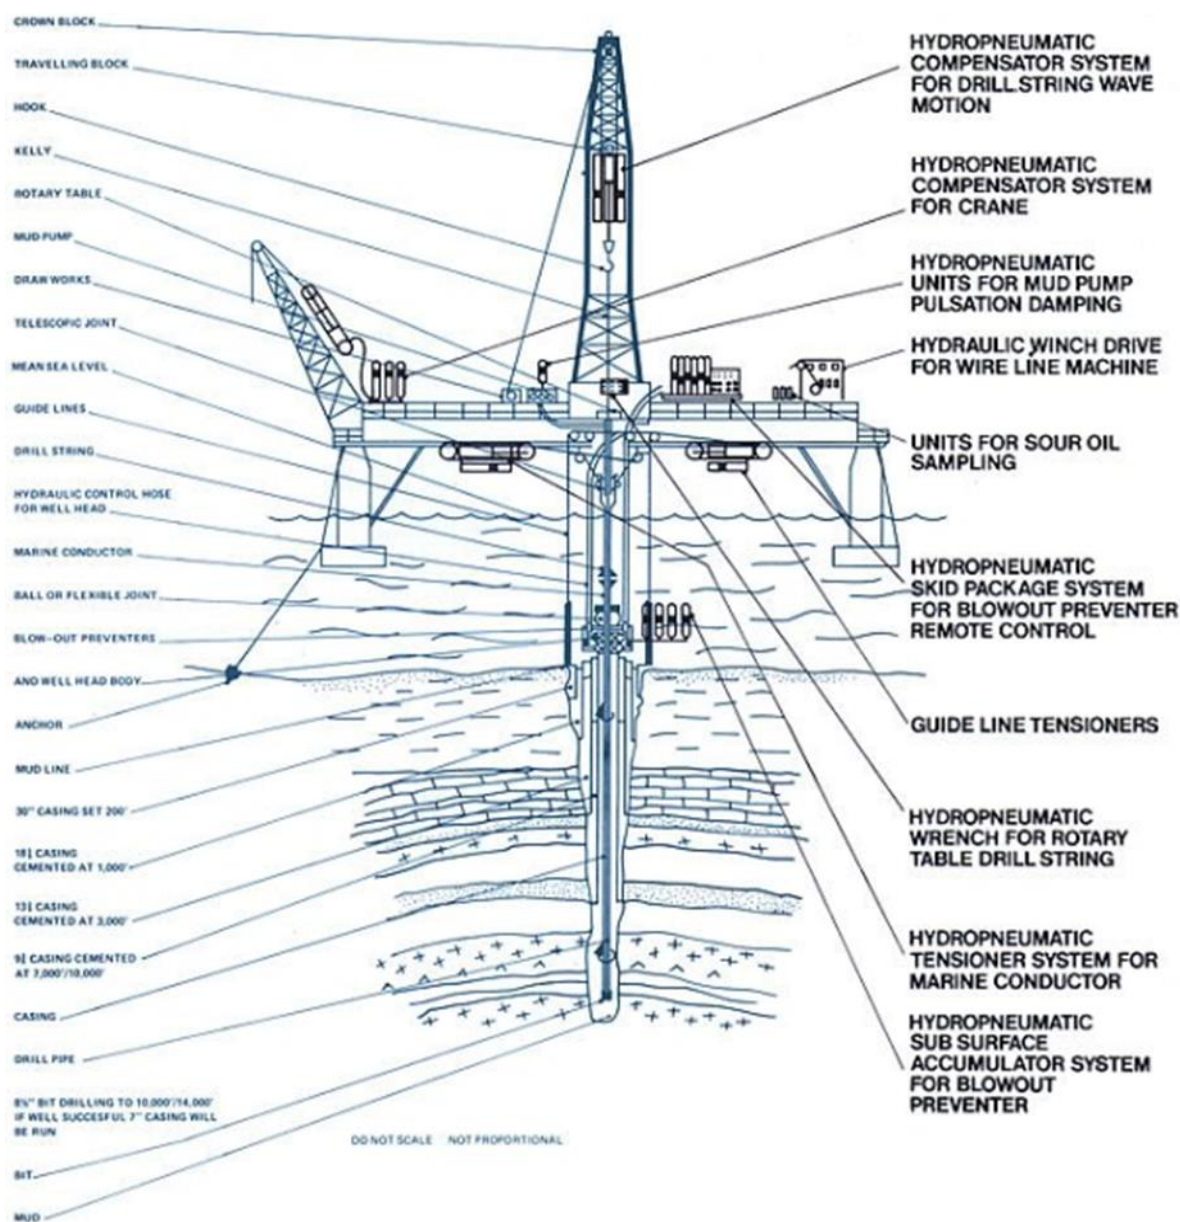 CROWN BLOCK
TRAVELLING BLOCK
HOOK
KELLY
ROTARY TABLE
MUD PUMP
DRAW WORKS
TELESCOPIC JOINT
MEAN SEA LEVEL
GUIDE LINES
DRILL STRING
HYDRAULIC CONTROL HOSE
FOR WELL HEAD
MARINE CONDUCTOR
BALL OR FLEXIBLE JOINT
BLOW-OUT PREVENTERS
AND WELL HEAD BODY
ANCHOR
MUD LINE
30" CASING SET 200'
18⅝ CASING
CEMENTED AT 1,000'
13⅜ CASING
CEMENTED AT 3,000'
9⅝ CASING CEMENTED
AT 7,000'/10,000'
CASING
DRILL PIPE
8½" BIT DRILLING TO 10,000'/14,000'
IF WELL SUCCESFUL 7" CASING WILL
BE RUN
BIT
MUD
DO NOT SCALE NOT PROPORTIONAL
HYDROPNEUMATIC
COMPENSATOR SYSTEM
FOR DRILL.STRING WAVE
MOTION
HYDROPNEUMATIC
COMPENSATOR SYSTEM
FOR CRANE
HYDROPNEUMATIC
UNITS FOR MUD PUMP
PULSATION DAMPING
HYDRAULIC WINCH DRIVE
FOR WIRE LINE MACHINE
UNITS FOR SOUR OIL
SAMPLING
HYDROPNEUMATIC
SKID PACKAGE SYSTEM
FOR BLOWOUT PREVENTER
REMOTE CONTROL
GUIDE LINE TENSIONERS
HYDROPNEUMATIC
WRENCH FOR ROTARY
TABLE DRILL STRING
HYDROPNEUMATIC
TENSIONER SYSTEM FOR
MARINE CONDUCTOR
HYDROPNEUMATIC
SUB SURFACE
ACCUMULATOR SYSTEM
FOR BLOWOUT
PREVENTER